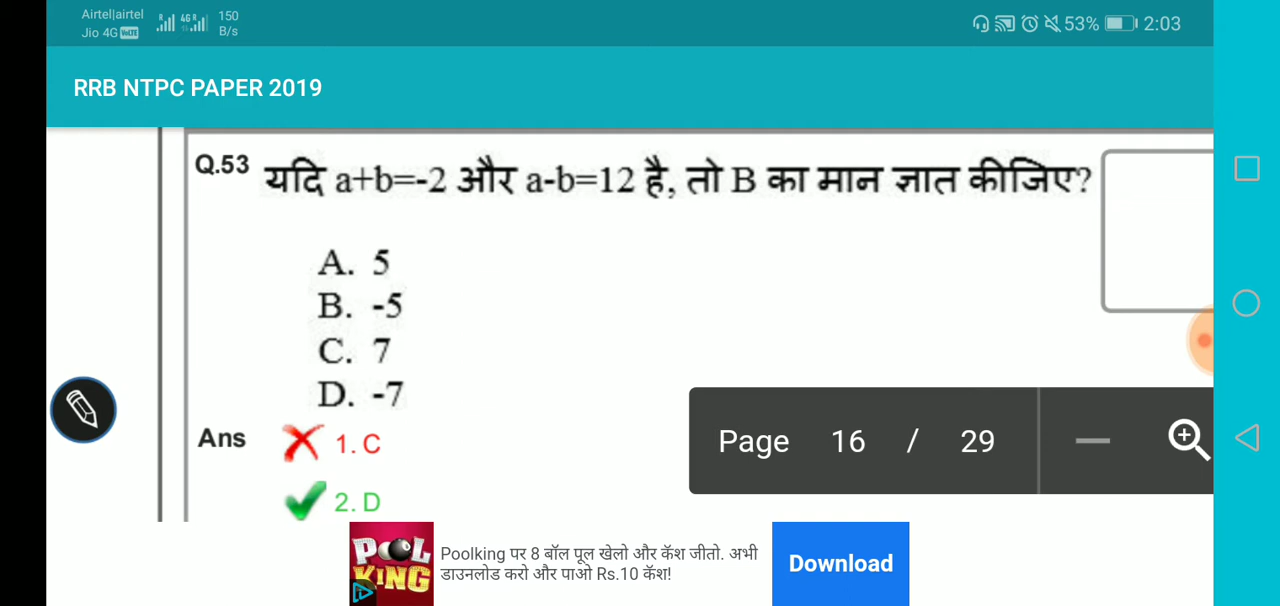 Airtel|airtel
Jio 4G VoLTE
4G
150
B/s
53%
2:03
RRB NTPC PAPER 2019
Q.53 यदि a+b=-2 और a-b=12 है, तो B का मान ज्ञात कीजिए?
A. 5
B. -5
C. 7
D. -7
Ans 1. C
2. D
Page 16 / 29
POOL
KING
Poolking पर 8 बॉल पूल खेलो और कॅश जीतो. अभी
डाउनलोड करो और पाओ Rs.10 कॅश!
Download